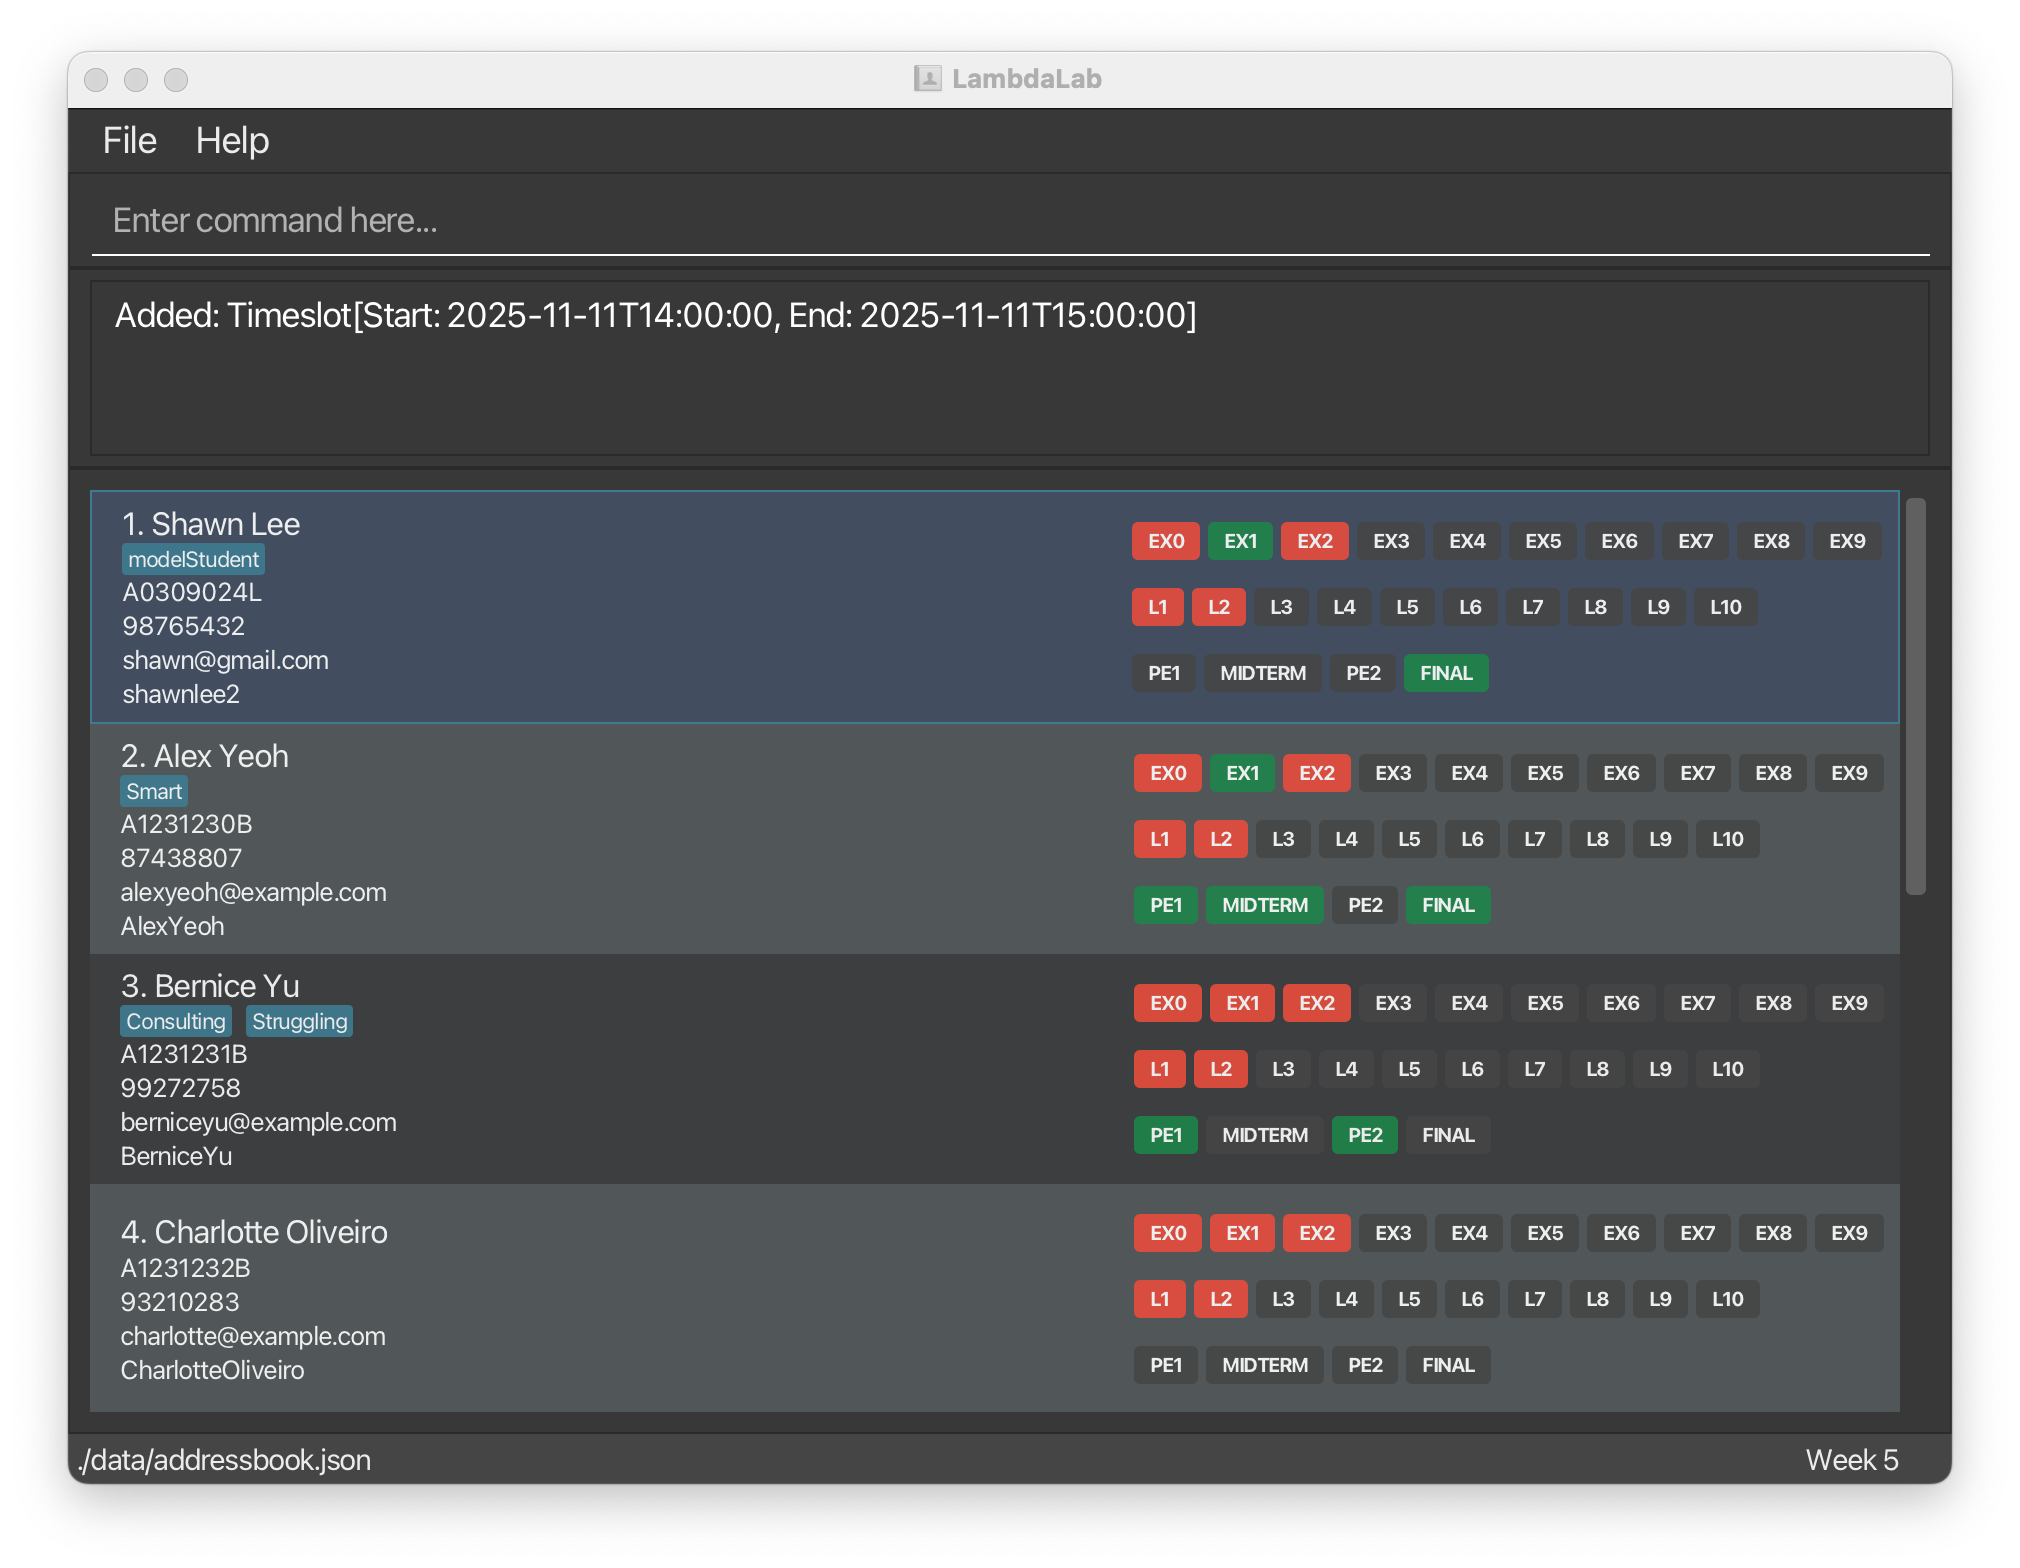 LambdaLab
File Help
Enter command here...
Added: Timeslot[Start: 2025-11-11T14:00:00, End: 2025-11-11T15:00:00]
1. Shawn Lee
modelStudent
A0309024L
98765432
shawn@gmail.com
shawnlee2
EX0 EX1 EX2 EX3 EX4 EX5 EX6 EX7 EX8 EX9
L1 L2 L3 L4 L5 L6 L7 L8 L9 L10
PE1 MIDTERM PE2 FINAL
2. Alex Yeoh
Smart
A1231230B
87438807
alexyeoh@example.com
AlexYeoh
EX0 EX1 EX2 EX3 EX4 EX5 EX6 EX7 EX8 EX9
L1 L2 L3 L4 L5 L6 L7 L8 L9 L10
PE1 MIDTERM PE2 FINAL
3. Bernice Yu
Consulting Struggling
A1231231B
99272758
berniceyu@example.com
BerniceYu
EX0 EX1 EX2 EX3 EX4 EX5 EX6 EX7 EX8 EX9
L1 L2 L3 L4 L5 L6 L7 L8 L9 L10
PE1 MIDTERM PE2 FINAL
4. Charlotte Oliveiro
A1231232B
93210283
charlotte@example.com
CharlotteOliveiro
EX0 EX1 EX2 EX3 EX4 EX5 EX6 EX7 EX8 EX9
L1 L2 L3 L4 L5 L6 L7 L8 L9 L10
PE1 MIDTERM PE2 FINAL
./data/addressbook.json
Week 5